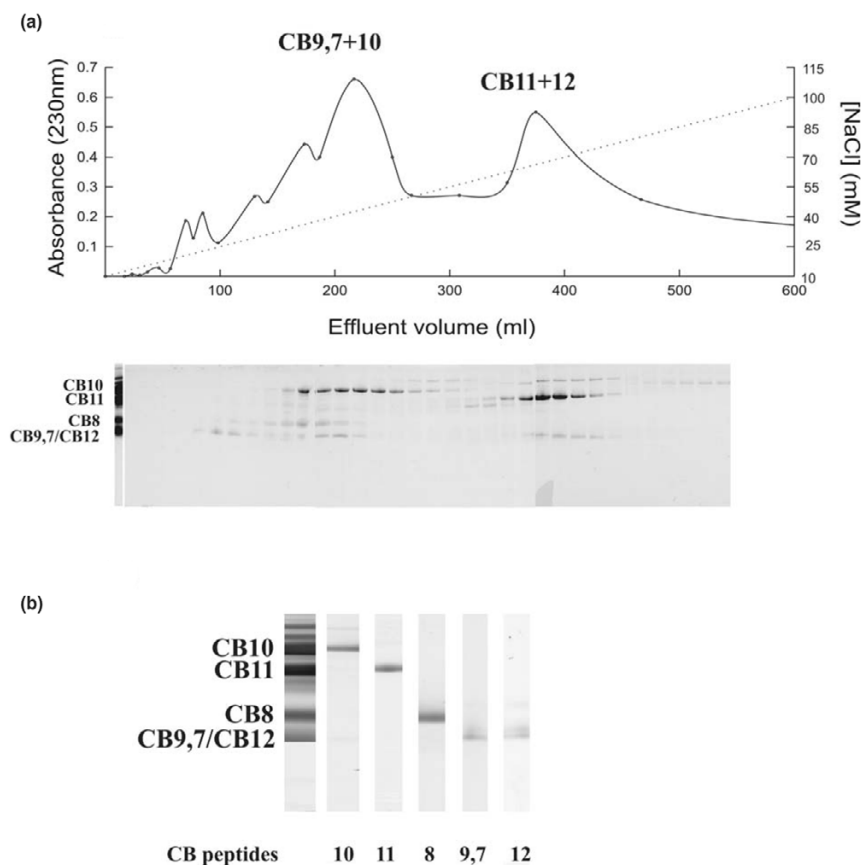 (a)
CB9,7+10
CB11+12
0.7
0.6
0.5
0.4
0.3
0.2
0.1
Absorbance (230nm)
115
100
85
70
55
40
25
10
[NaCl] (mM)
100 200 300 400 500 600
Effluent volume (ml)
CB10
CB11
CB8
CB9,7/CB12
(b)
CB10
CB11
CB8
CB9,7/CB12
CB peptides 10 11 8 9,7 12